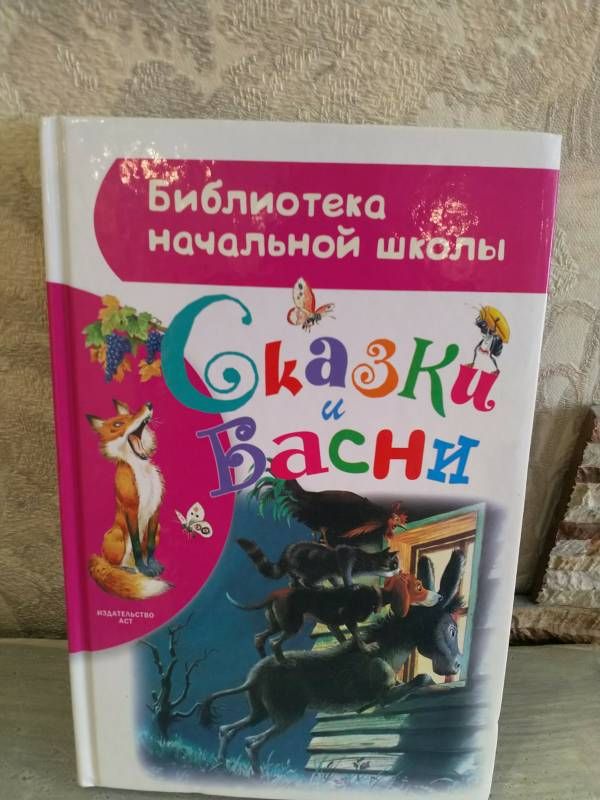 Библиотека
начальной школы
Сказки
и
Басни
ИЗДАТЕЛЬСТВО
АСТ